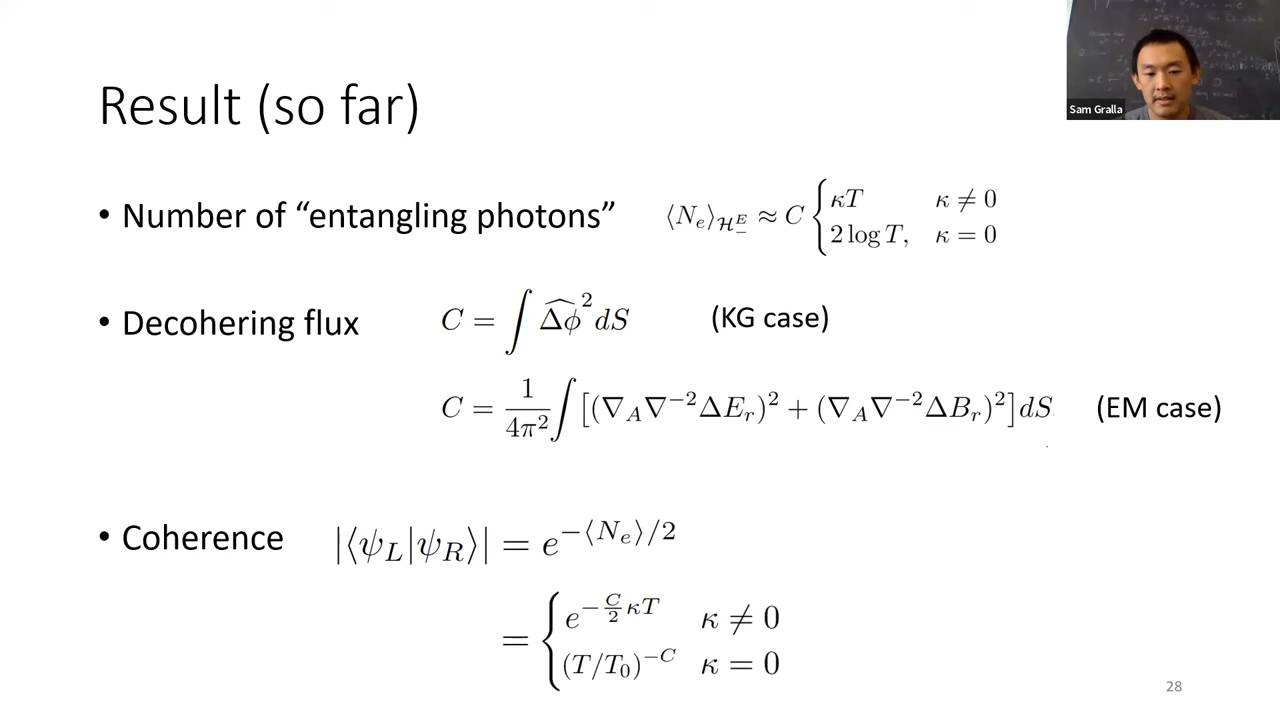 Result (so far)
Sam Gralla
• Number of “entangling photons” ⟨N_e⟩_{𝓗^E_−} ≈ C { κT κ ≠ 0
2 log T, κ = 0
• Decohering flux C = ∫ \widehat{Δϕ}^2 dS (KG case)
C = \frac{1}{4π^2} ∫ [(∇_A∇^{−2}ΔE_r)^2 + (∇_A∇^{−2}ΔB_r)^2] dS (EM case)
• Coherence |⟨ψ_L|ψ_R⟩| = e^{−⟨N_e⟩/2}
= { e^{−\frac{C}{2}κT} κ ≠ 0
(T/T_0)^{−C} κ = 0
28